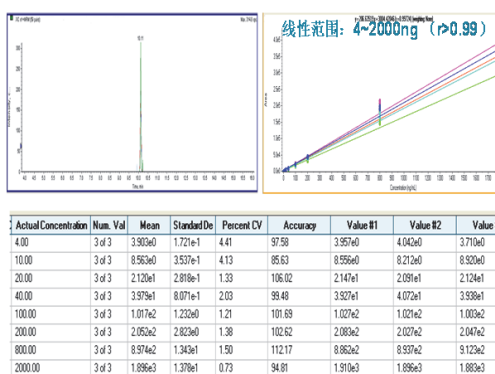 线性范围：4~2000ng（r>0.99）
10.11
Time, min
Concentration (ng/mL)
Actual Concentration Num. Val Mean Standard De Percent CV Accuracy Value #1 Value #2 Value
4.00 3 of 3 3.903e0 1.721e-1 4.41 97.58 3.957e0 4.042e0 3.710e0
10.00 3 of 3 8.563e0 3.537e-1 4.13 85.63 8.556e0 8.212e0 8.920e0
20.00 3 of 3 2.120e1 2.818e-1 1.33 106.02 2.147e1 2.091e1 2.124e1
40.00 3 of 3 3.979e1 8.071e-1 2.03 99.48 3.927e1 4.072e1 3.938e1
100.00 3 of 3 1.017e2 1.232e0 1.21 101.69 1.027e2 1.021e2 1.003e2
200.00 3 of 3 2.052e2 2.823e0 1.38 102.62 2.083e2 2.027e2 2.047e2
800.00 3 of 3 8.974e2 1.343e1 1.50 112.17 8.862e2 8.937e2 9.123e2
2000.00 3 of 3 1.896e3 1.378e1 0.73 94.81 1.910e3 1.896e3 1.883e3